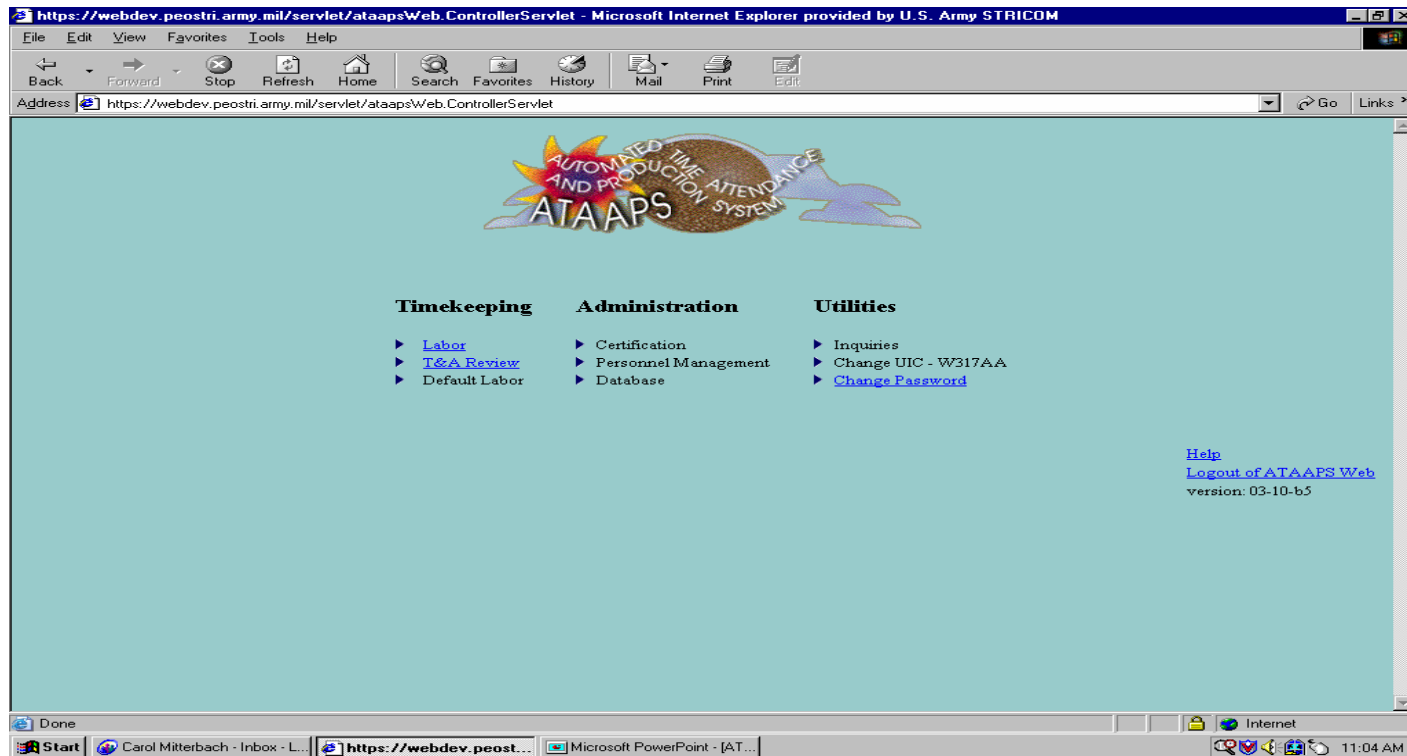 https://webdev.peostri.army.mil/servlet/ataapsWeb.ControllerServlet - Microsoft Internet Explorer provided by U.S. Army STRICOM
File Edit View Favorites Tools Help
Back Forward Stop Refresh Home Search Favorites History Mail Print Edit
Address https://webdev.peostri.army.mil/servlet/ataapsWeb.ControllerServlet Go Links »
AUTOMATED TIME ATTENDANCE
AND PRODUCTION SYSTEM
ATAAPS
Timekeeping Administration Utilities
Labor Certification Inquiries
T&A Review Personnel Management Change UIC - W317AA
Default Labor Database Change Password
Help
Logout of ATAAPS Web
version: 03-10-b5
Done Internet
Start Carol Mitterbach - Inbox - L... https://webdev.peost... Microsoft PowerPoint - [AT... 11:04 AM